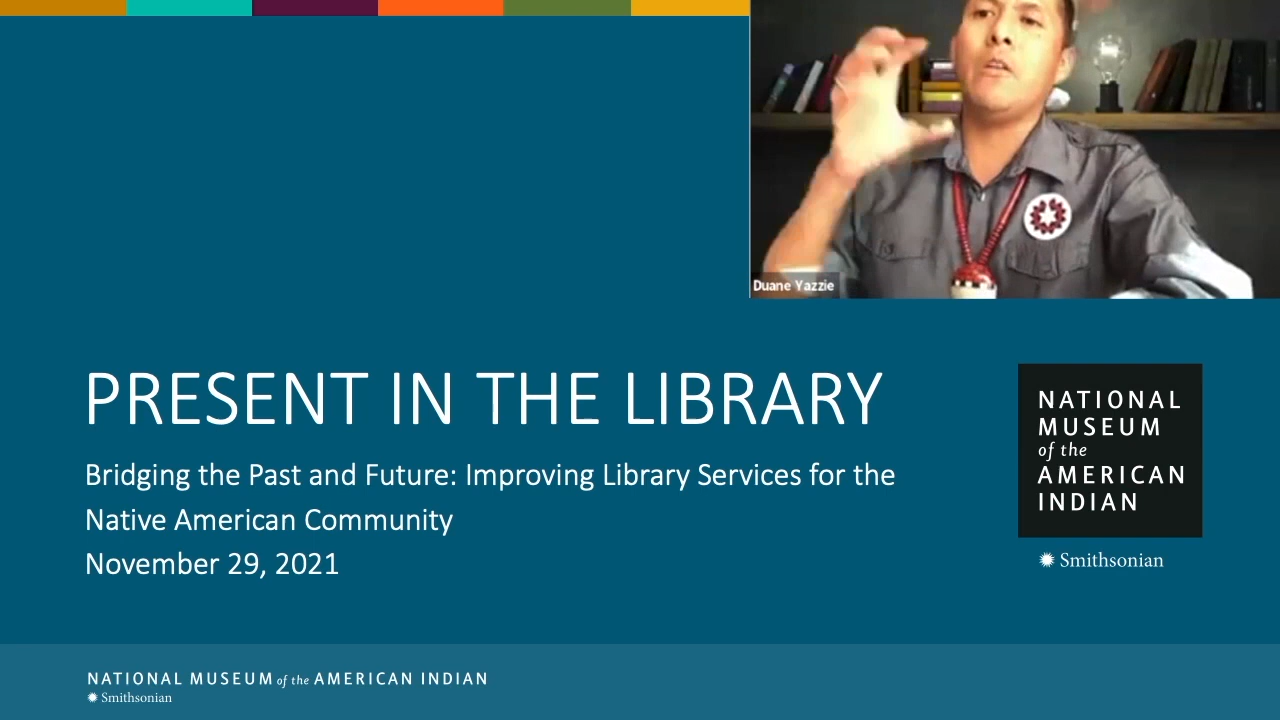 Duane Yazzie
PRESENT IN THE LIBRARY
Bridging the Past and Future: Improving Library Services for the
Native American Community
November 29, 2021
NATIONAL
MUSEUM
of the
AMERICAN
INDIAN
Smithsonian
NATIONAL MUSEUM of the AMERICAN INDIAN
Smithsonian